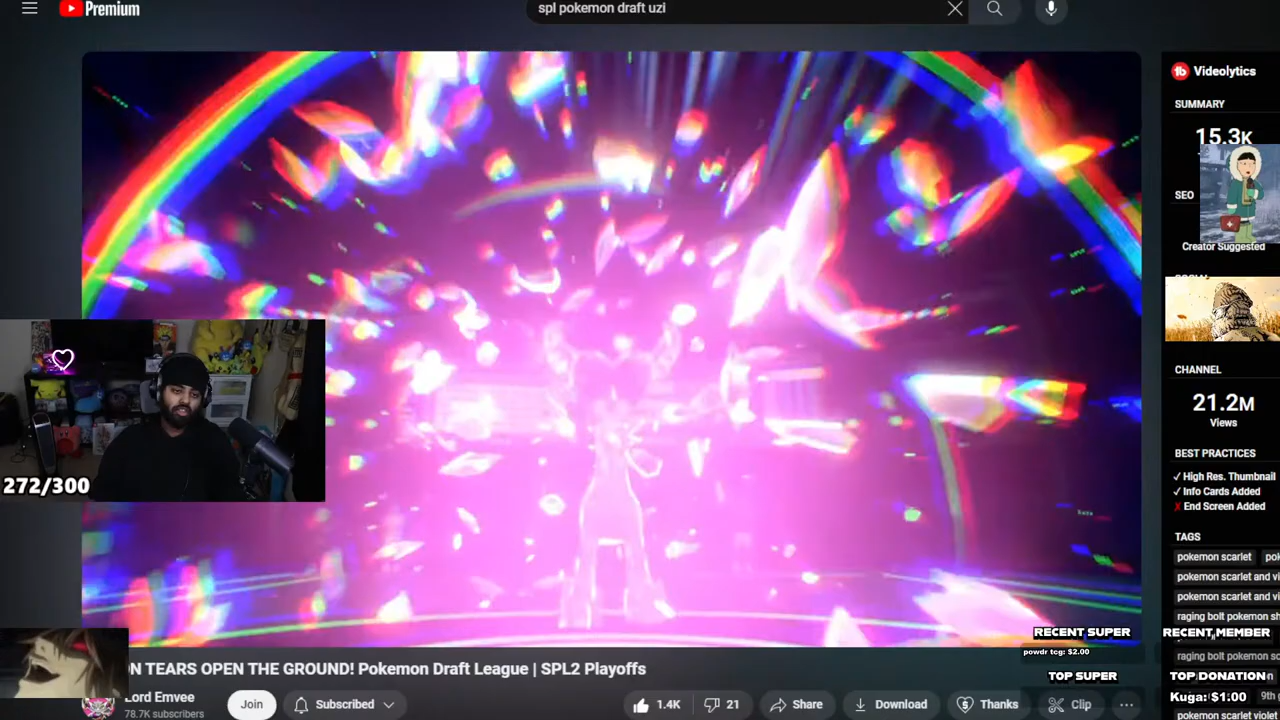 Premium
spl pokemon draft uzi
Videolytics
SUMMARY
15.3K
SEO
Creator Suggested
CHANNEL
21.2M
Views
BEST PRACTICES
✓ High Res. Thumbnail
✓ Info Cards Added
✗ End Screen Added
TAGS
pokemon scarlet
pokemon scarlet and vi
pokemon scarlet and vi
raging bolt pokemon sh
RECENT MEMBER
raging bolt pokemon sc
TOP DONATION
Kuga: $1.00
9th
pokemon scarlet violet
272/300
RECENT SUPER
powdr tcg: $2.00
TOP SUPER
ON TEARS OPEN THE GROUND! Pokemon Draft League | SPL2 Playoffs
Lord Emvee
78.7K subscribers
Join
Subscribed
1.4K
21
Share
Download
Thanks
Clip